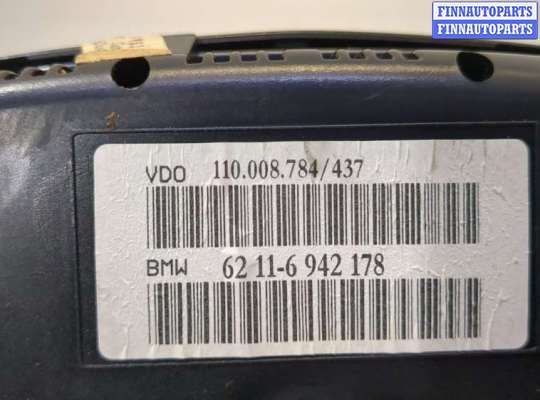 FINNAUTOPARTS
FINNAUTOPARTS
VDO 110.008.784/437
BMW 62 11-6 942 178